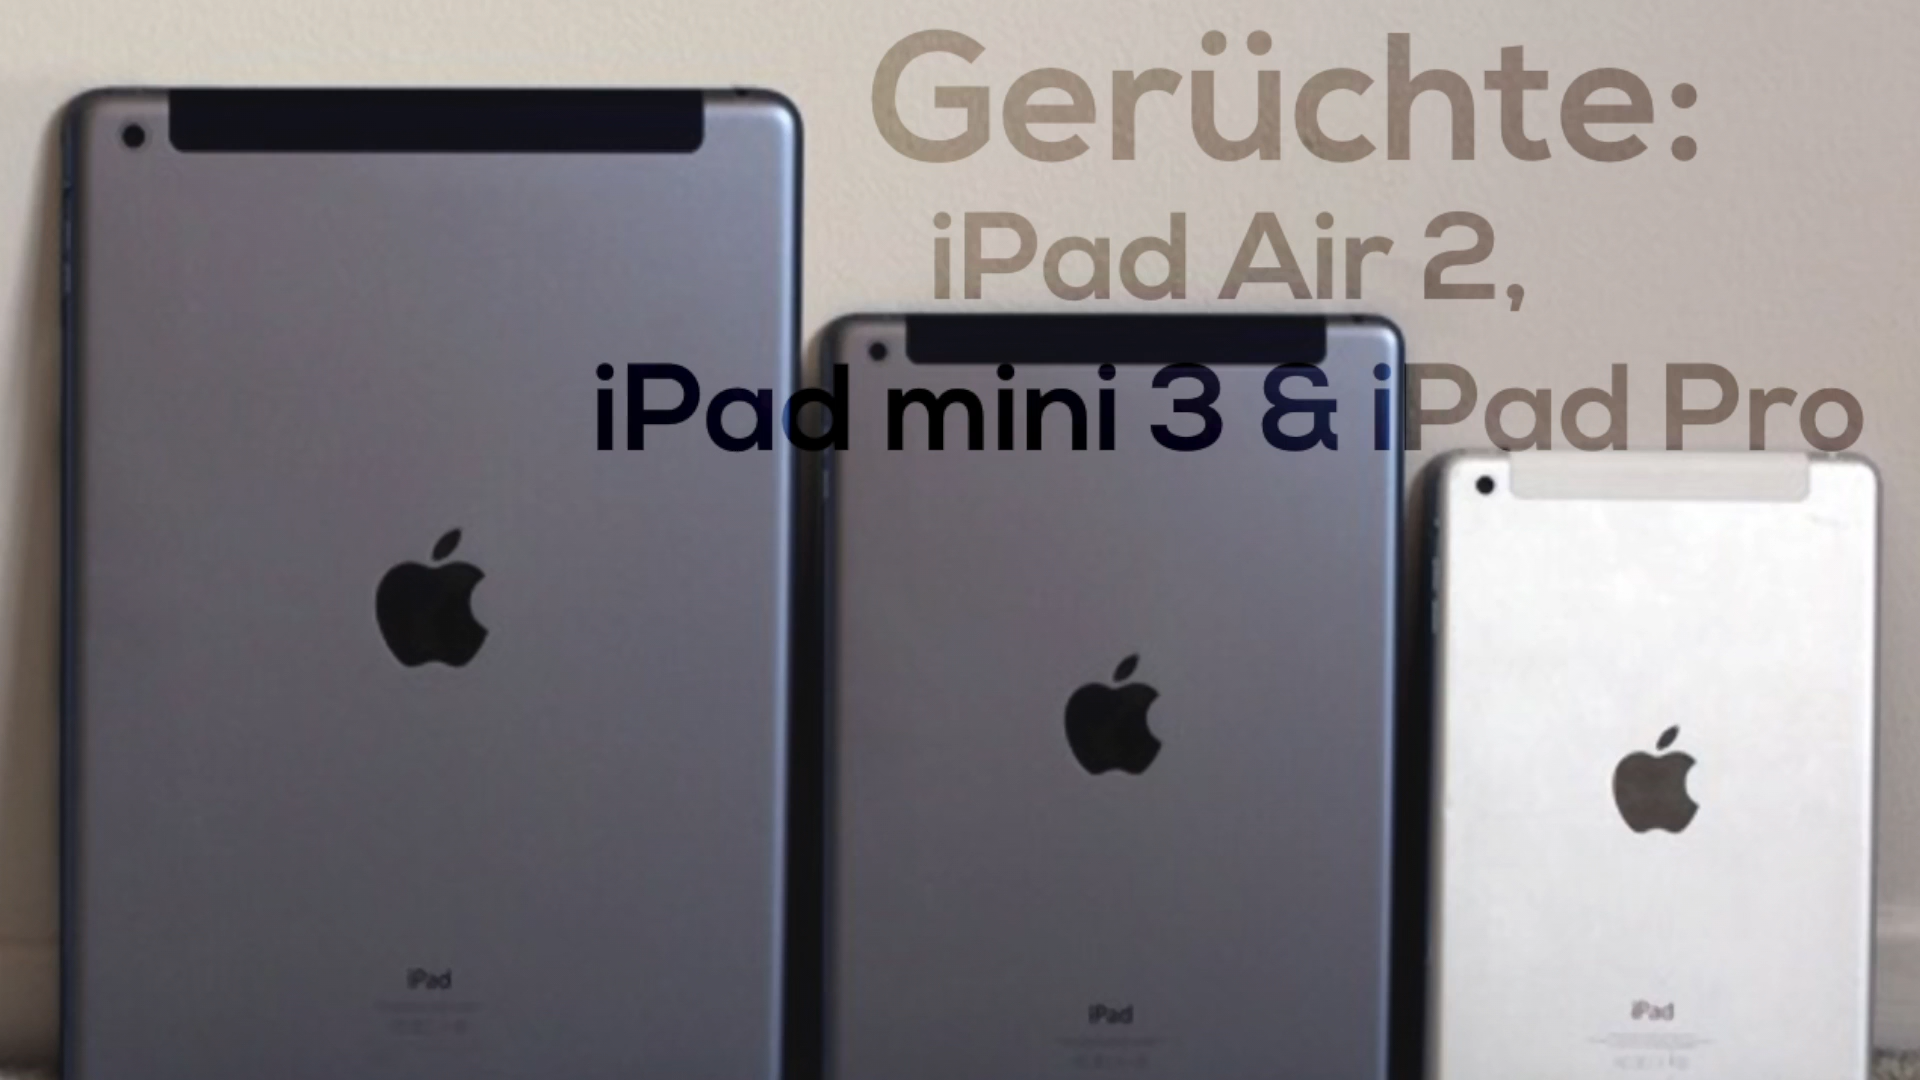 Gerüchte:
iPad Air 2,
iPad mini 3 & iPad Pro
iPad
iPad
iPad